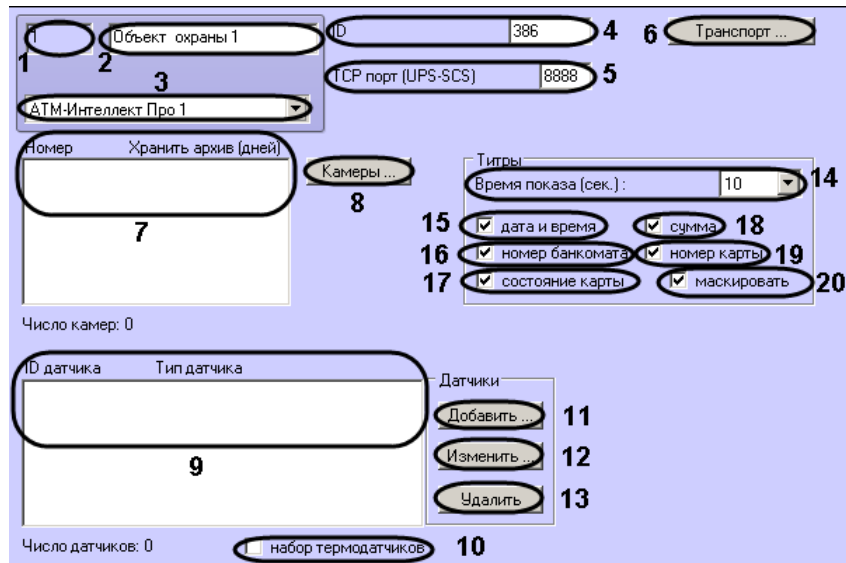 1 Объект охраны 1 ID 386 4 6 Транспорт ...
1 2
3 TCP порт (UPS-SCS) 8888 5
АТМ-Интеллект Про 1
Номер Хранить архив (дней)
Камеры ...
8
7
Титры
Время показа (сек.) : 10 14
15 дата и время сумма 18
16 номер банкомата номер карты 19
17 состояние карты маскировать 20
Число камер: 0
ID датчика Тип датчика
9
Датчики
Добавить ... 11
Изменить ... 12
Удалить 13
Число датчиков: 0 набор термодатчиков 10